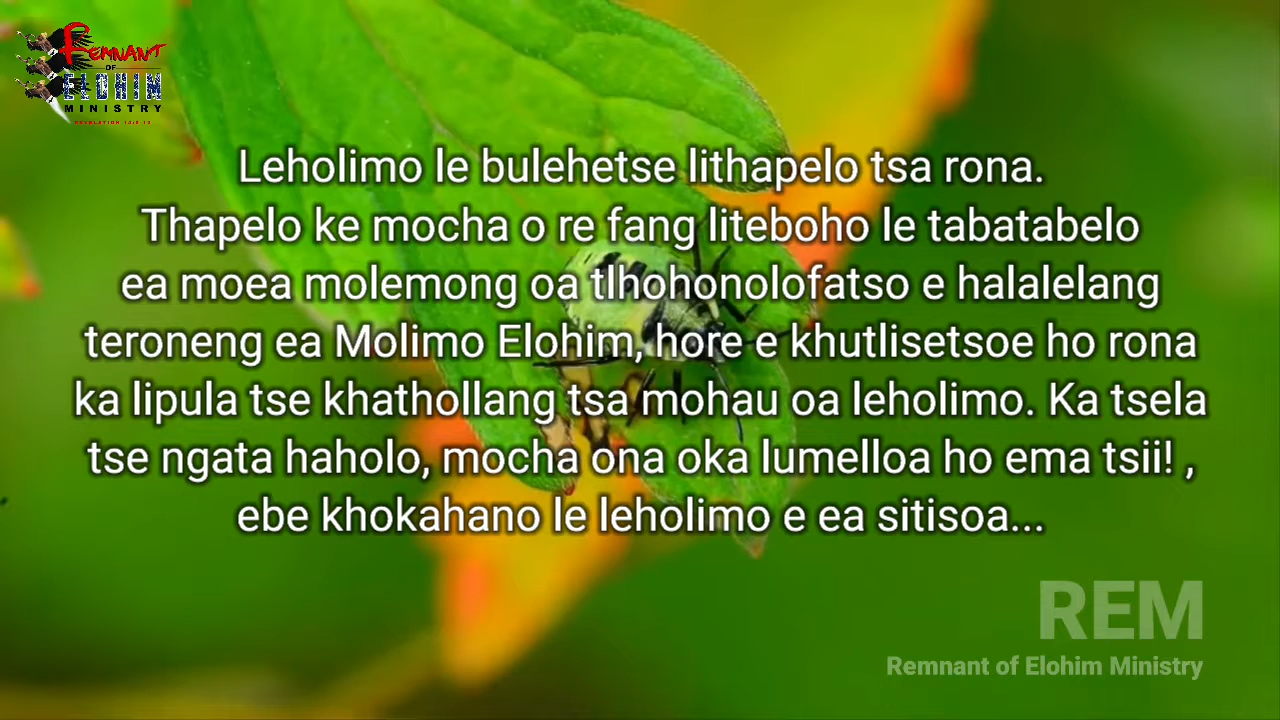 REMNANT
OF
ELOHIM
MINISTRY
Leholimo le bulehetse lithapelo tsa rona.
Thapelo ke mocha o re fang liteboho le tabatabelo
ea moea molemong oa tlhohonolofatso e halalelang
teroneng ea Molimo Elohim, hore e khutlisetsoe ho rona
ka lipula tse khathollang tsa mohau oa leholimo. Ka tsela
tse ngata haholo, mocha ona oka lumelloa ho ema tsii! ,
ebe khokahano le leholimo e ea sitisoa...
REM
Remnant of Elohim Ministry